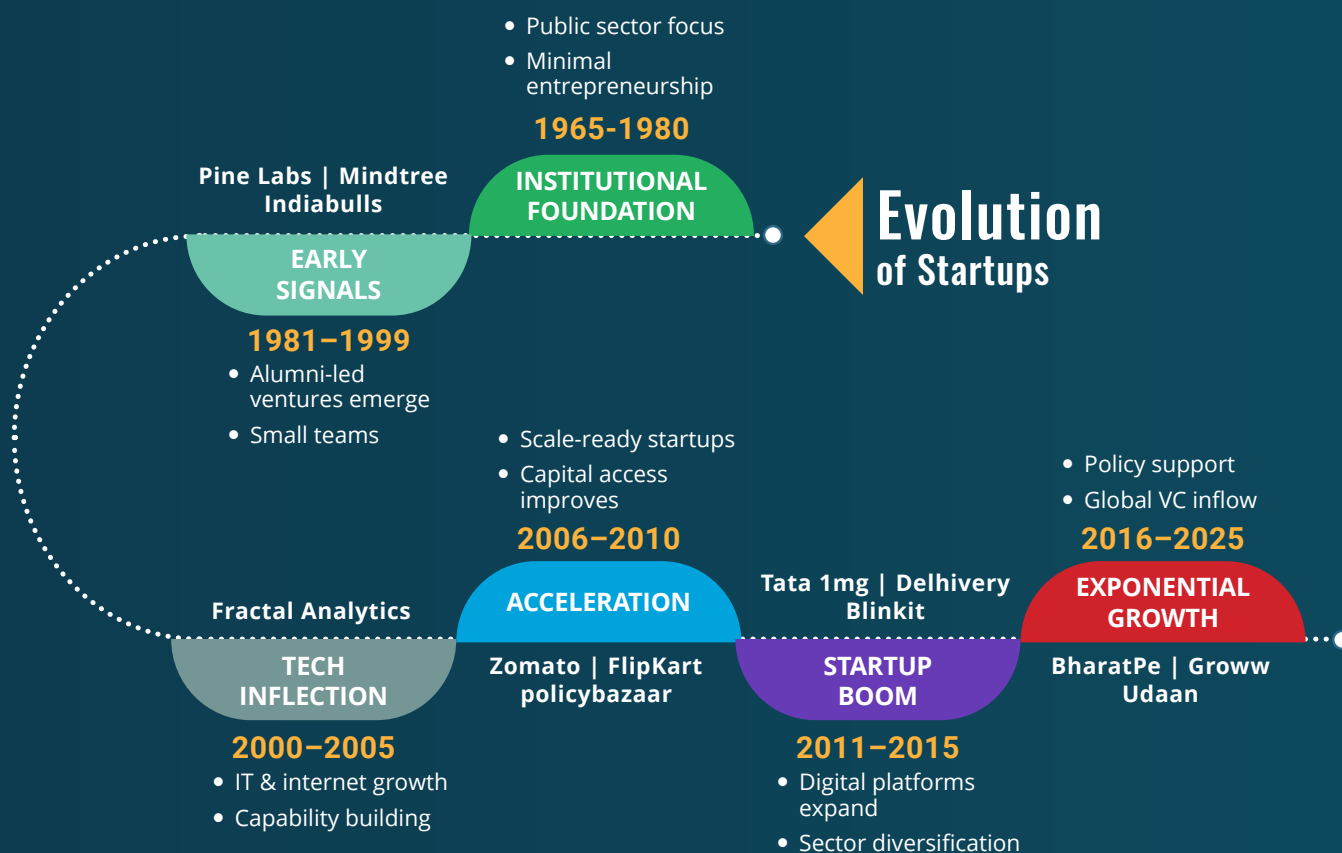 Evolution
of Startups
• Public sector focus
• Minimal
entrepreneurship
1965-1980
INSTITUTIONAL
FOUNDATION
Pine Labs | Mindtree
Indiabulls
EARLY
SIGNALS
1981–1999
• Alumni-led
ventures emerge
• Small teams
Fractal Analytics
TECH
INFLECTION
2000–2005
• IT & internet growth
• Capability building
• Scale-ready startups
• Capital access
improves
2006–2010
ACCELERATION
Zomato | FlipKart
policybazaar
Tata 1mg | Delhivery
Blinkit
STARTUP
BOOM
2011–2015
• Digital platforms
expand
• Sector diversification
• Policy support
• Global VC inflow
2016–2025
EXPONENTIAL
GROWTH
BharatPe | Groww
Udaan